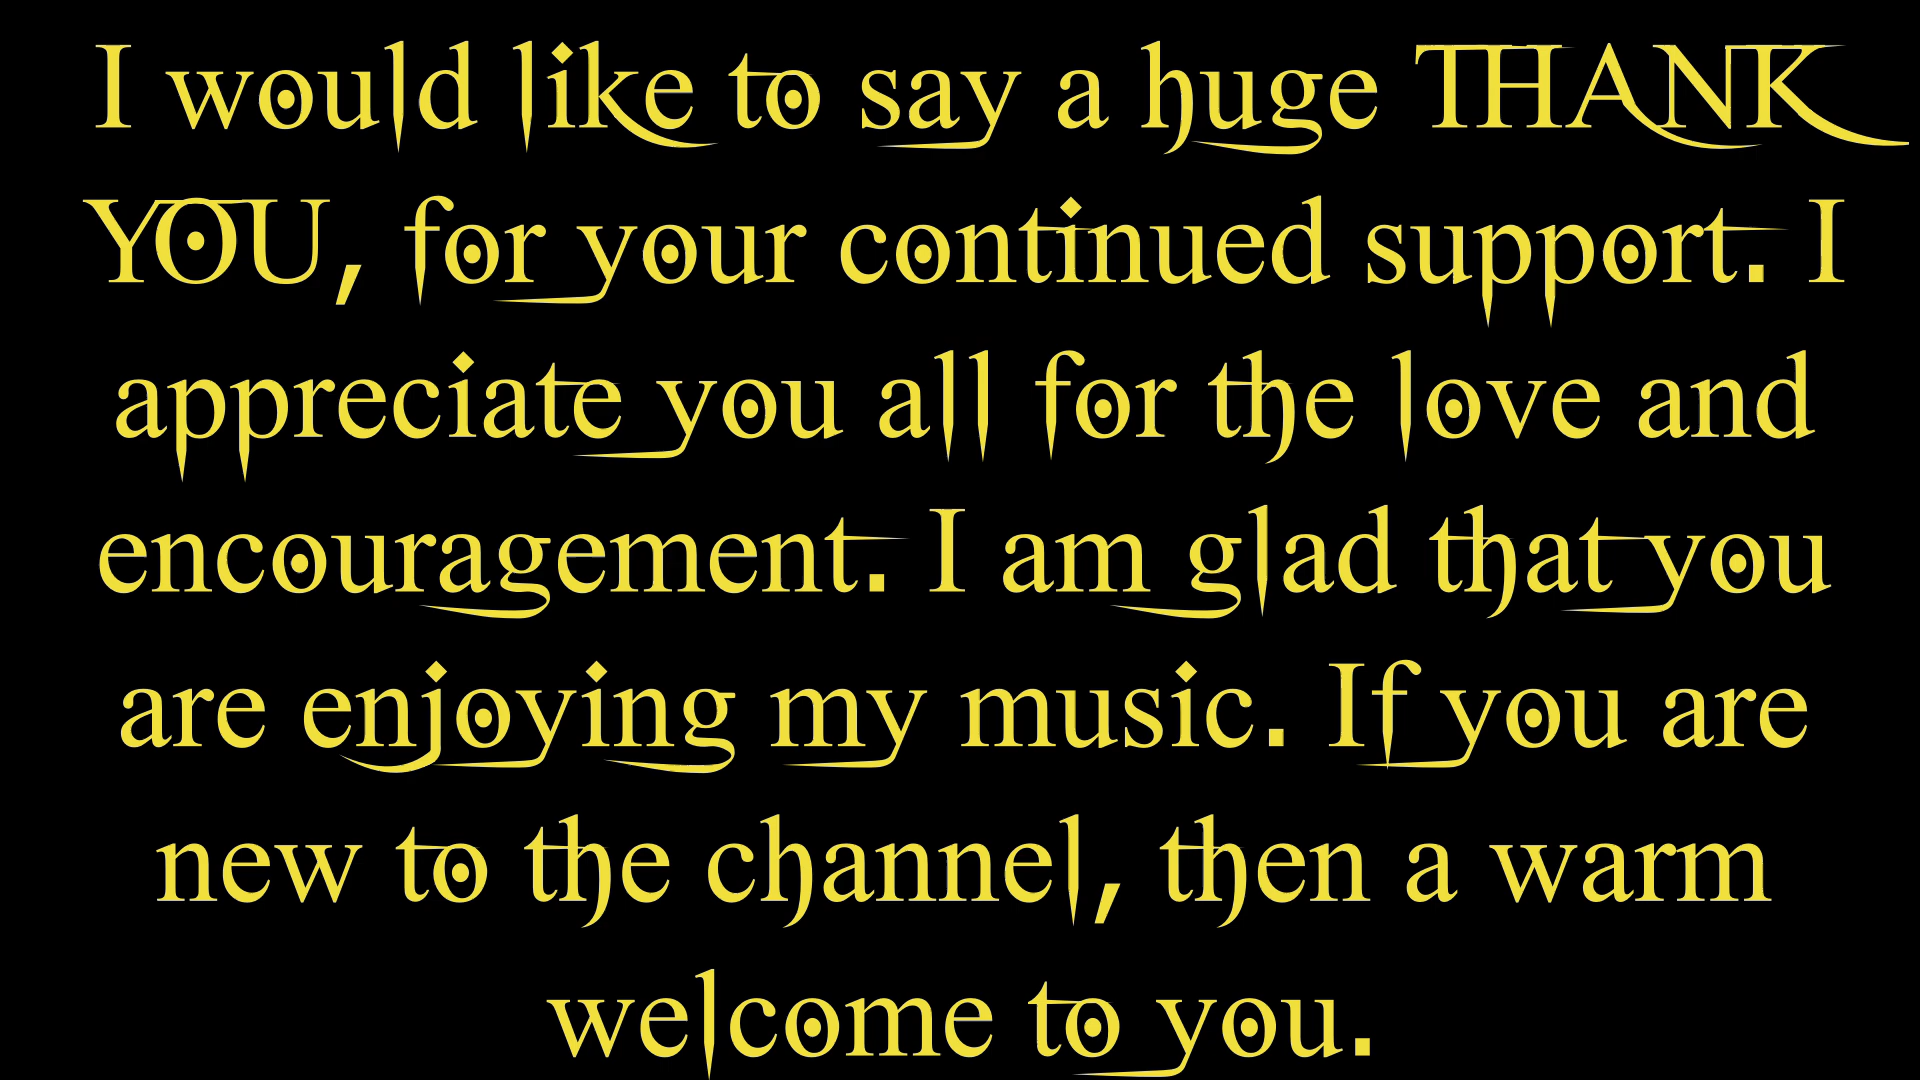 I would like to say a huge THANK
YOU, for your continued support. I
appreciate you all for the love and
encouragement. I am glad that you
are enjoying my music. If you are
new to the channel, then a warm
welcome to you.